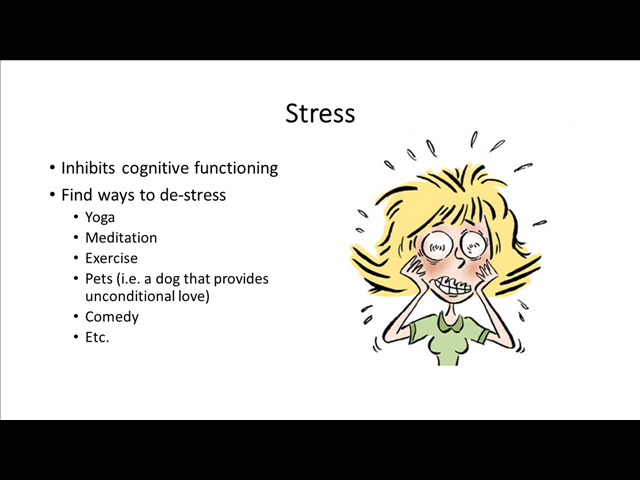 Stress
• Inhibits cognitive functioning
• Find ways to de-stress
• Yoga
• Meditation
• Exercise
• Pets (i.e. a dog that provides
unconditional love)
• Comedy
• Etc.